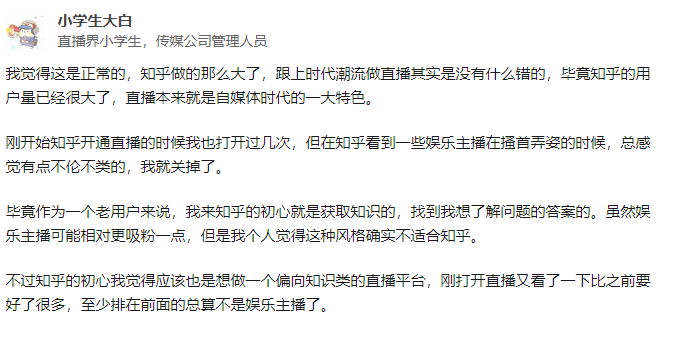 小学生大白
直播界小学生，传媒公司管理人员
我觉得这是正常的，知乎做的那么大了，跟上时代潮流做直播其实是没有什么错的，毕竟知乎的用
户量已经很大了，直播本来就是自媒体时代的一大特色。
刚开始知乎开通直播的时候我也打开过几次，但在知乎看到一些娱乐主播在搔首弄姿的时候，总感
觉有点不伦不类的，我就关掉了。
毕竟作为一个老用户来说，我来知乎的初心就是获取知识的，找到我想了解问题的答案的。虽然娱
乐主播可能相对更吸粉一点，但是我个人觉得这种风格确实不适合知乎。
不过知乎的初心我觉得应该也是想做一个偏向知识类的直播平台，刚打开直播又看了一下比之前要
好了很多，至少排在前面的总算不是娱乐主播了。